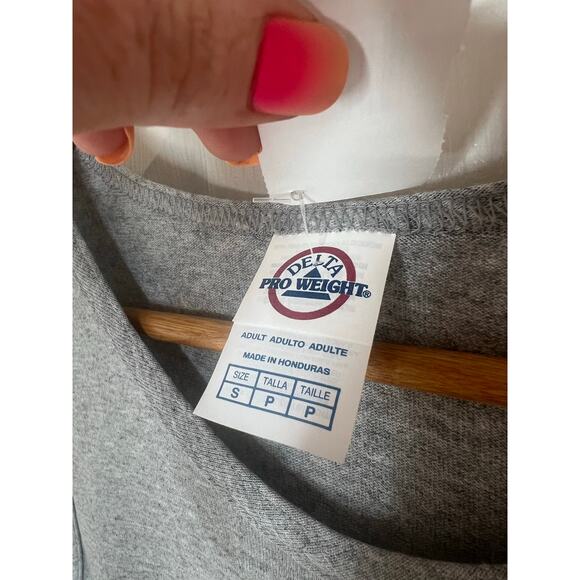 DELTA
PRO WEIGHT®
ADULT ADULTO ADULTE
MADE IN HONDURAS
SIZE TALLA TAILLE
S P P